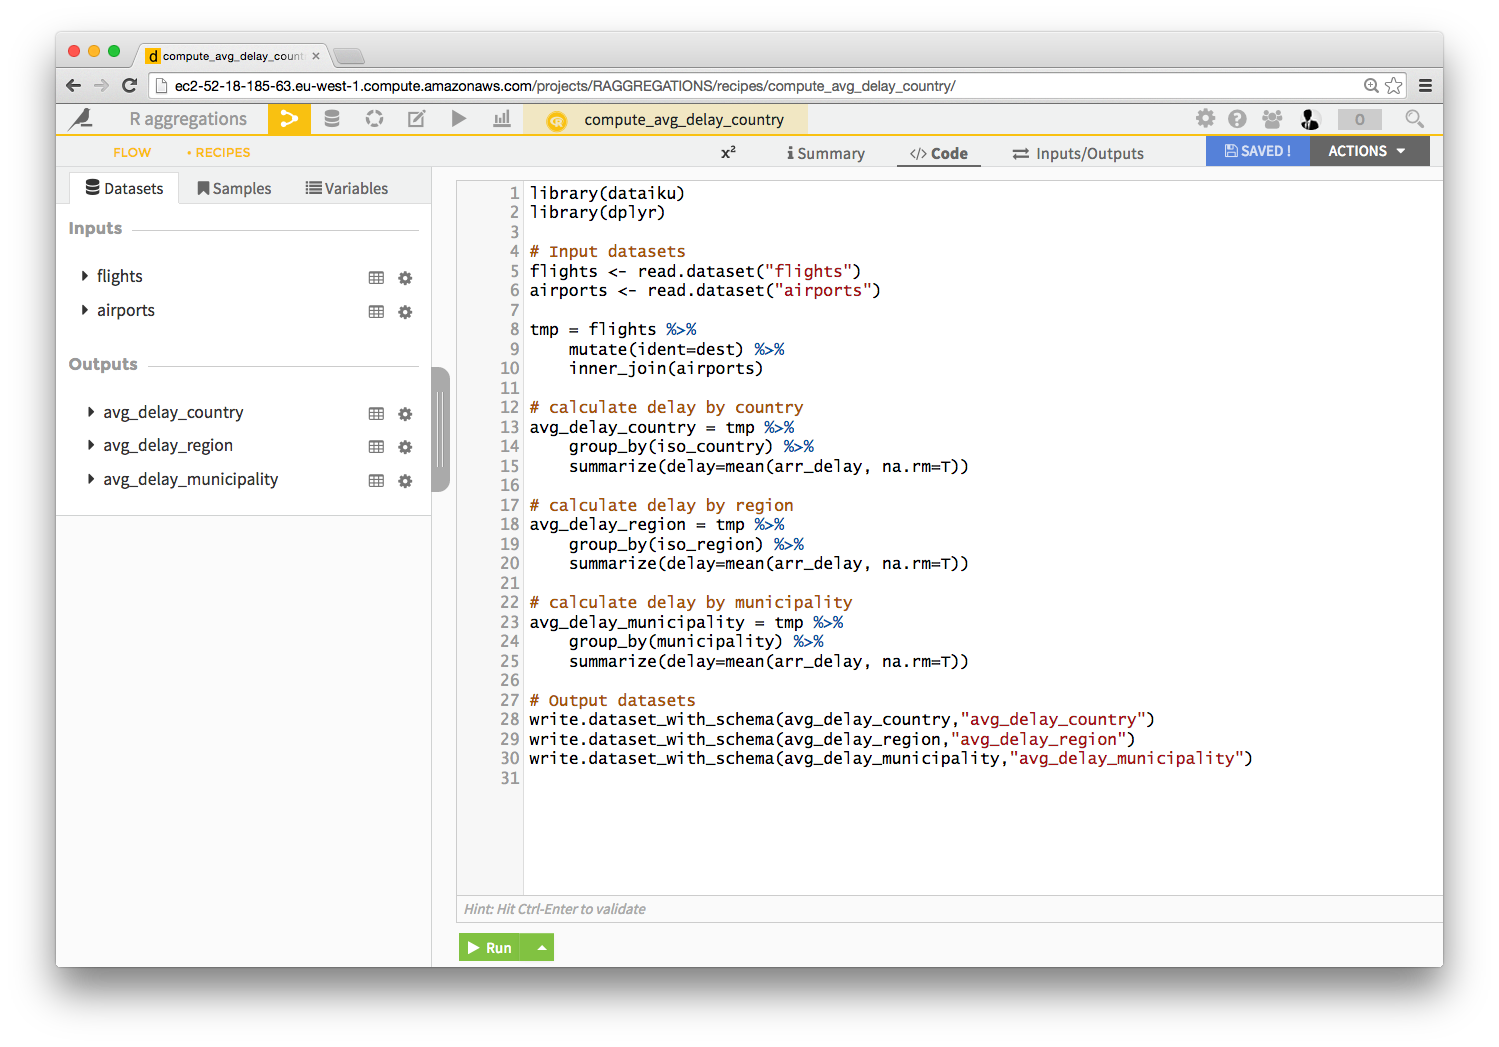 compute_avg_delay_count
ec2-52-18-185-63.eu-west-1.compute.amazonaws.com/projects/RAGGREGATIONS/recipes/compute_avg_delay_country/
R aggregations
compute_avg_delay_country
0
FLOW • RECIPES
x² Summary </> Code Inputs/Outputs
SAVED !
ACTIONS
Datasets Samples Variables
Inputs
flights
airports
Outputs
avg_delay_country
avg_delay_region
avg_delay_municipality
1 library(dataiku)
2 library(dplyr)
3
4 # Input datasets
5 flights <- read.dataset("flights")
6 airports <- read.dataset("airports")
7
8 tmp = flights %>%
9     mutate(ident=dest) %>%
10     inner_join(airports)
11
12 # calculate delay by country
13 avg_delay_country = tmp %>%
14     group_by(iso_country) %>%
15     summarize(delay=mean(arr_delay, na.rm=T))
16
17 # calculate delay by region
18 avg_delay_region = tmp %>%
19     group_by(iso_region) %>%
20     summarize(delay=mean(arr_delay, na.rm=T))
21
22 # calculate delay by municipality
23 avg_delay_municipality = tmp %>%
24     group_by(municipality) %>%
25     summarize(delay=mean(arr_delay, na.rm=T))
26
27 # Output datasets
28 write.dataset_with_schema(avg_delay_country,"avg_delay_country")
29 write.dataset_with_schema(avg_delay_region,"avg_delay_region")
30 write.dataset_with_schema(avg_delay_municipality,"avg_delay_municipality")
31
Hint: Hit Ctrl-Enter to validate
Run